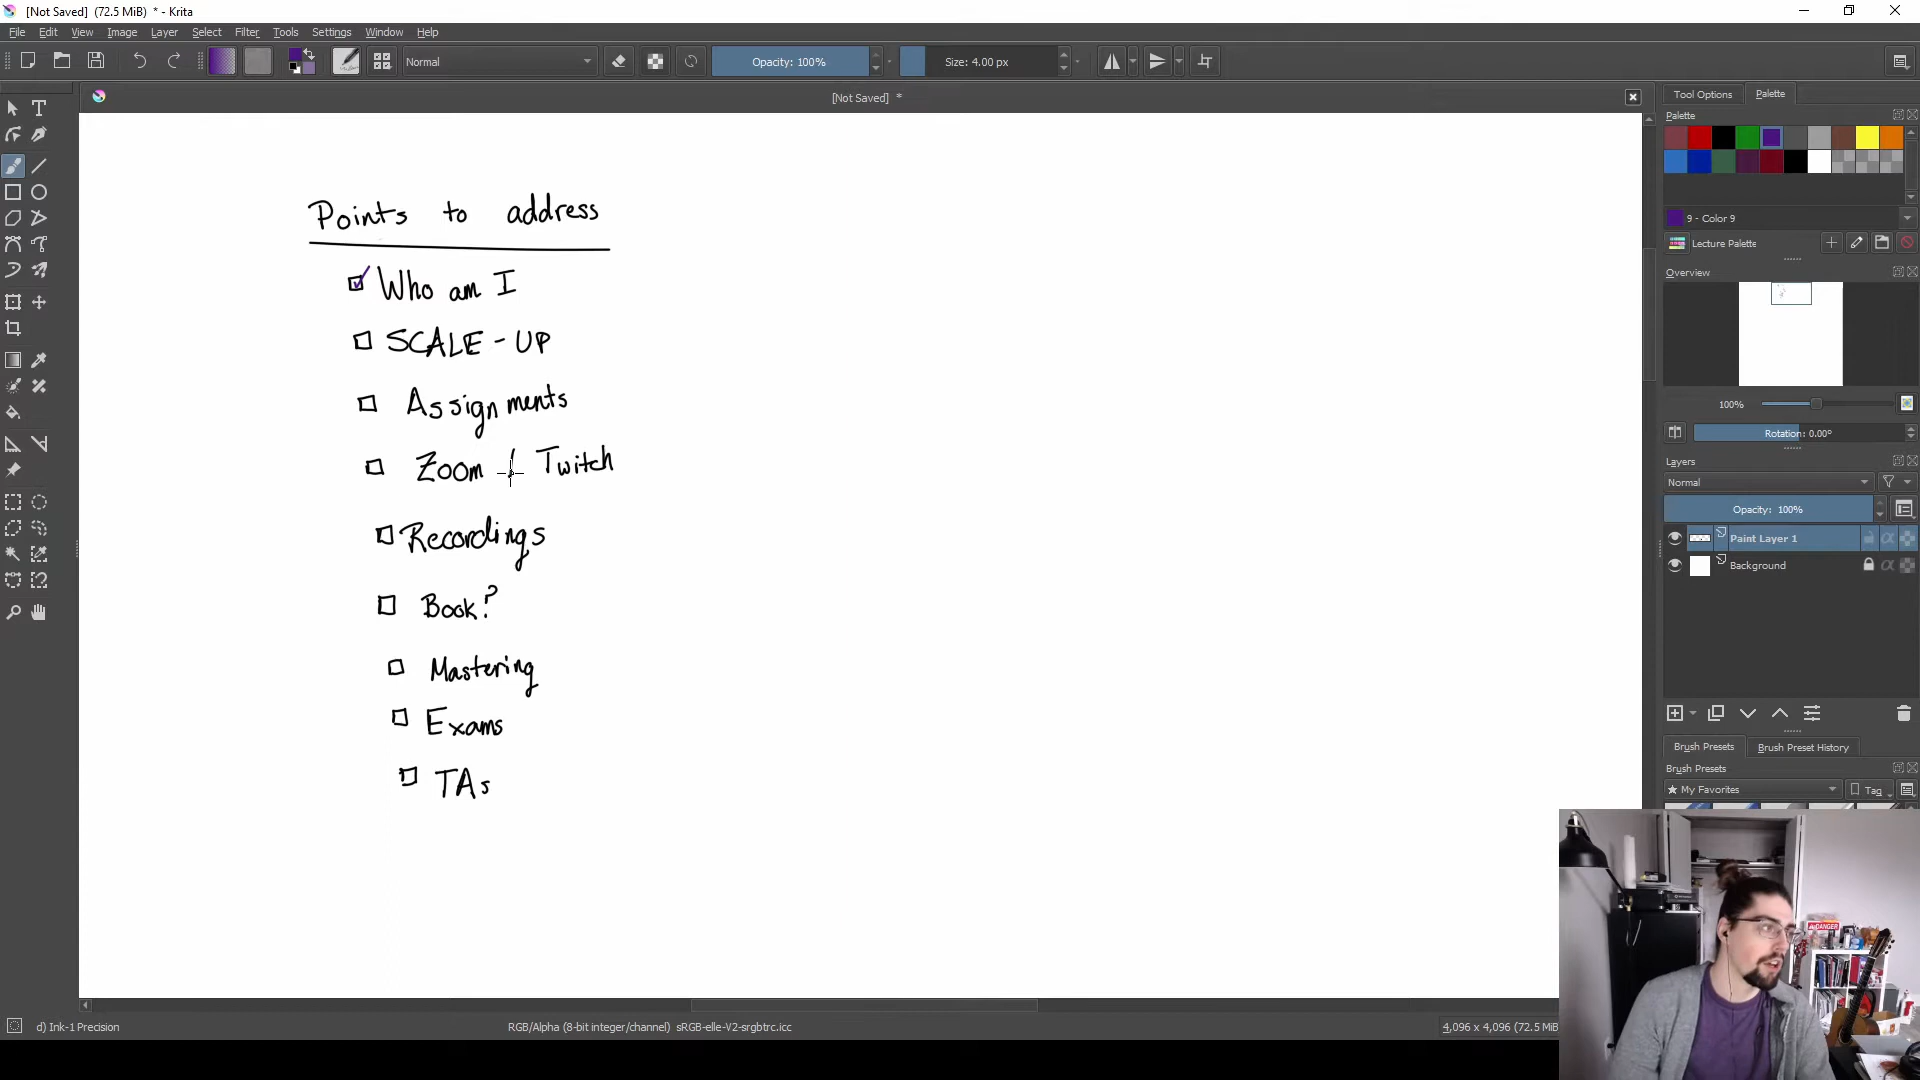 [Not Saved] (72.5 MiB) * - Krita
File Edit View Image Layer Select Filter Tools Settings Window Help
Normal
Opacity: 100%
Size: 4.00 px
[Not Saved] *
Tool Options Palette
Palette
9 - Color 9
Lecture Palette
Overview
100%
Rotation: 0.00°
Layers
Normal
Opacity: 100%
Paint Layer 1
Background
Brush Presets Brush Preset History
Brush Presets
★ My Favorites
Tag
Points to address
Who am I
SCALE - UP
Assignments
Zoom / Twitch
Recordings
Book?
Mastering
Exams
TAs
DANGER
d) Ink-1 Precision
RGB/Alpha (8-bit integer/channel) sRGB-elle-V2-srgbtrc.icc
4,096 x 4,096 (72.5 MiB